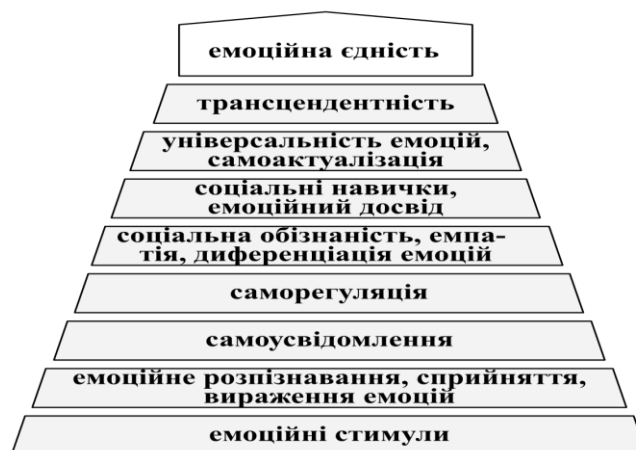 емоційна єдність
трансцендентність
універсальність емоцій,
самоактуалізація
соціальні навички,
емоційний досвід
соціальна обізнаність, емпа-
тія, диференціація емоцій
саморегуляція
самоусвідомлення
емоційне розпізнавання, сприйняття,
вираження емоцій
емоційні стимули